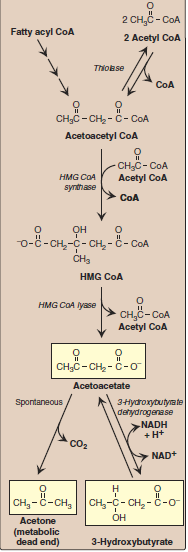 O
2 CH3C – CoA
Fatty acyl CoA
2 Acetyl CoA
Thiolase
CoA
O O
CH3C – CH2 – C – CoA
Acetoacetyl CoA
O
CH3C – CoA
HMG CoA Acetyl CoA
synthase
CoA
O OH O
⁻O – C – CH2 – C – CH2 – C – CoA
CH3
HMG CoA
HMG CoA lyase
O
CH3C – CoA
Acetyl CoA
O O
CH3C – CH2 – C – O⁻
Acetoacetate
Spontaneous 3-Hydroxybutyrate
dehydrogenase
NADH
+ H+
CO2
NAD+
O H O
CH3 – C – CH3 CH3 – C – CH2 – C – O⁻
OH
Acetone
(metabolic
dead end) 3-Hydroxybutyrate